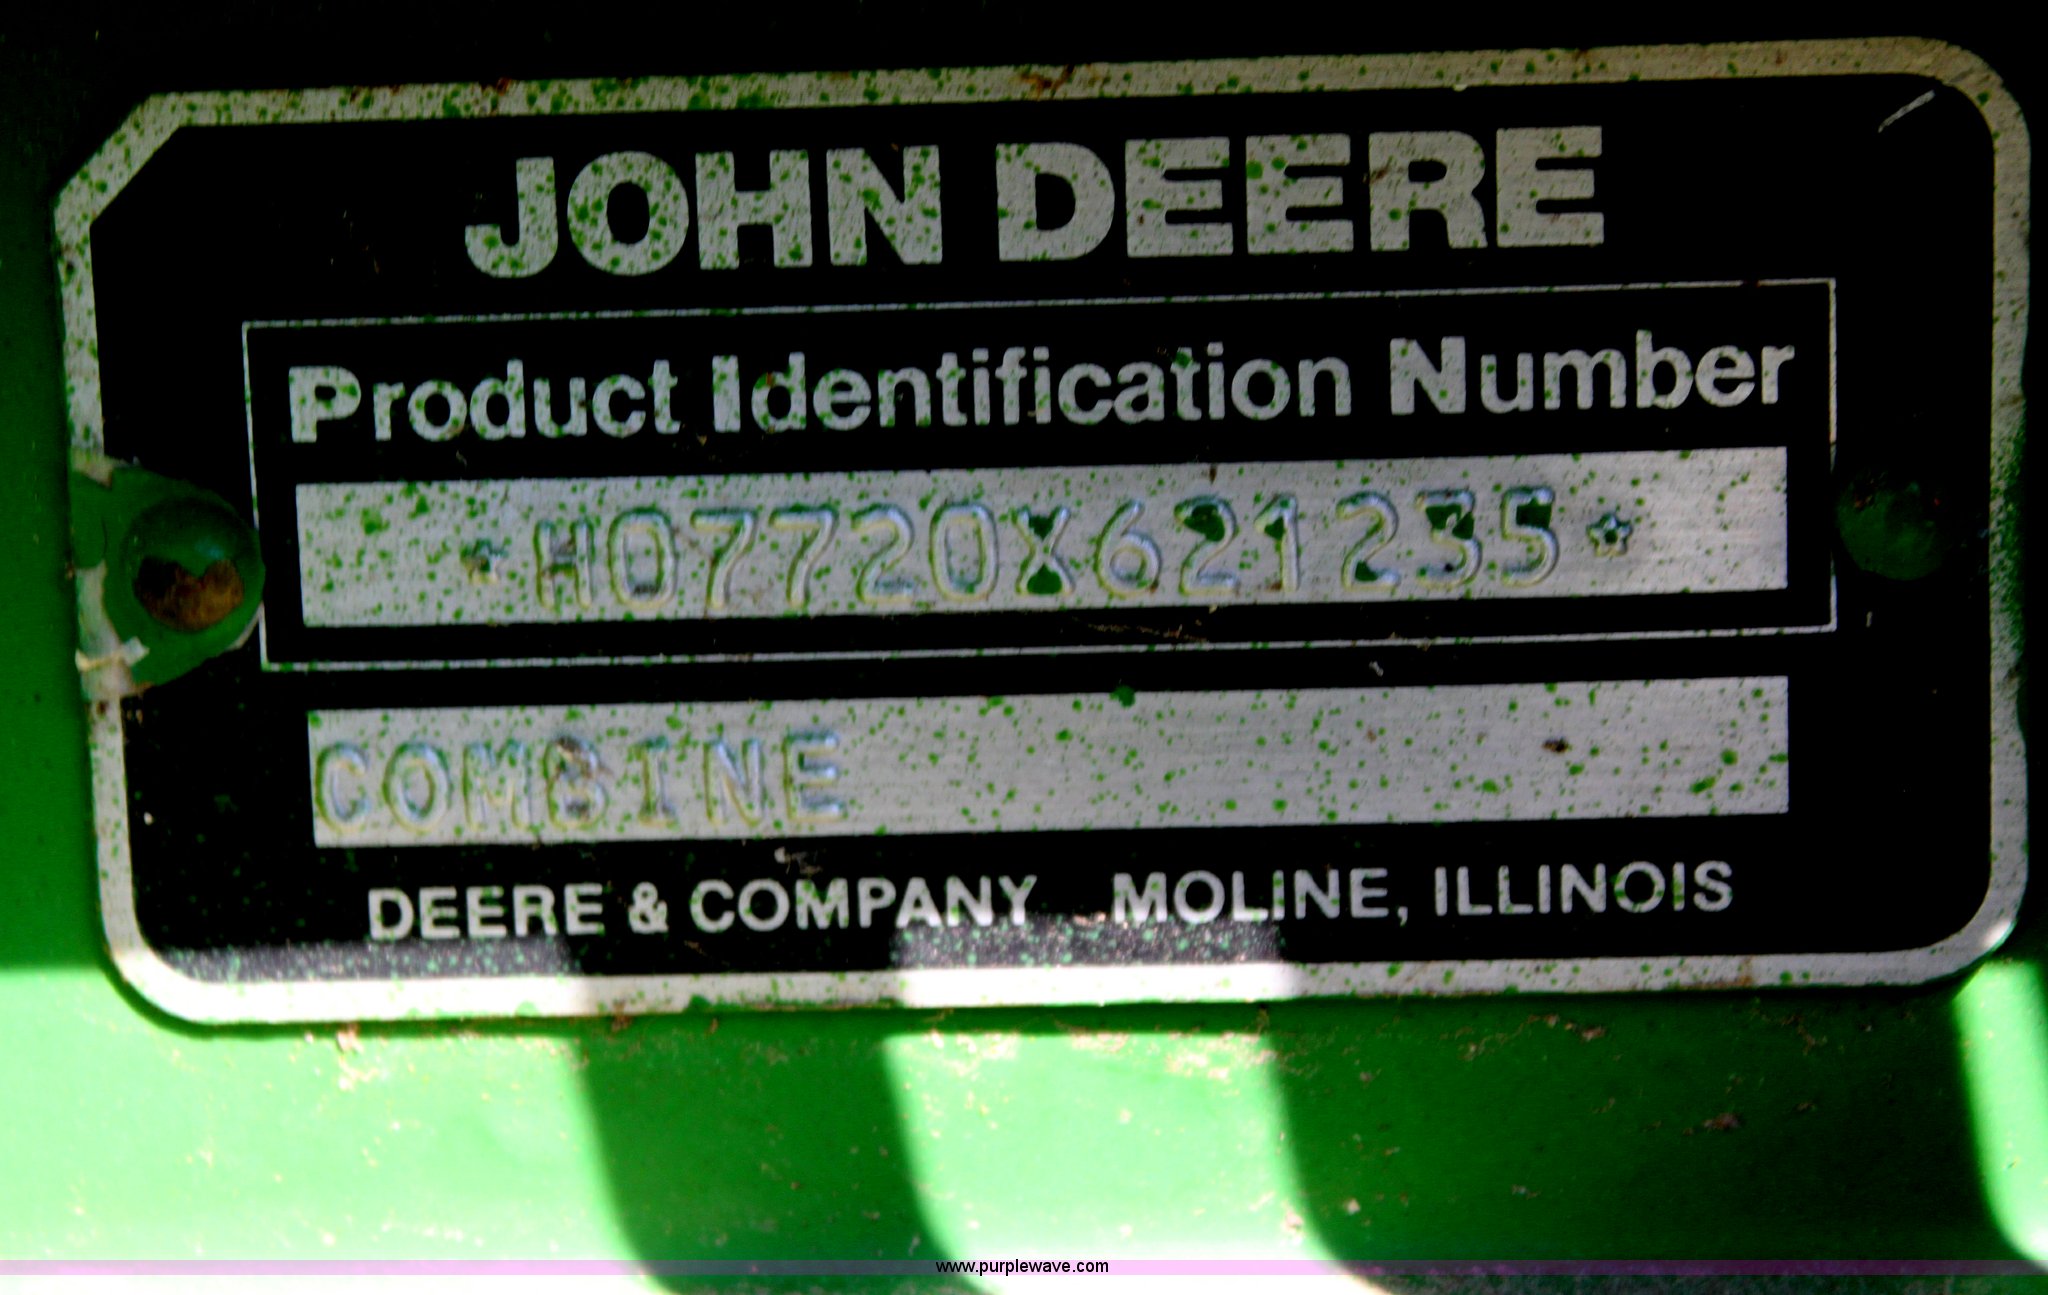 JOHN DEERE
Product Identification Number
*H07720X621235*
COMBINE
DEERE & COMPANY MOLINE, ILLINOIS
www.purplewave.com